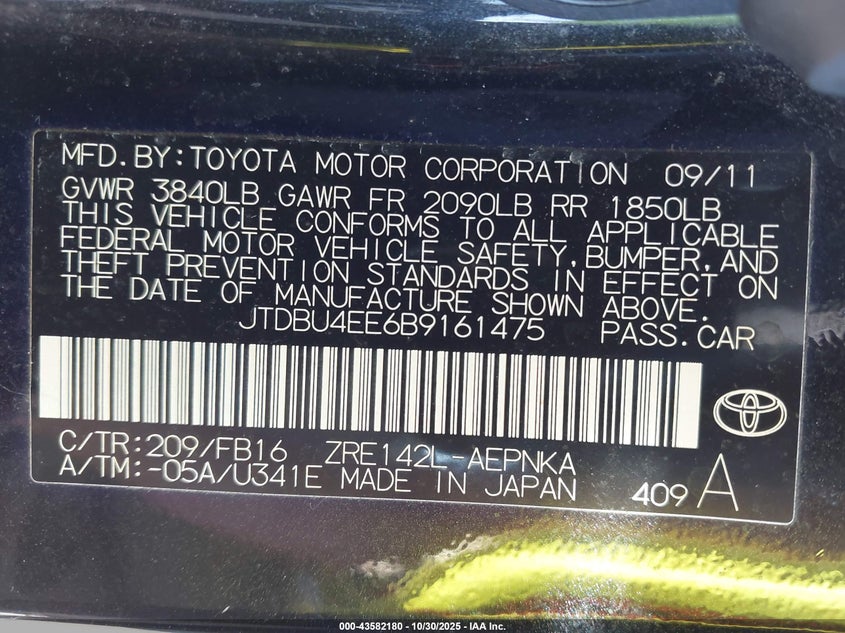 MFD.BY:TOYOTA MOTOR CORPORATION 09/11
GVWR 3840LB GAWR FR 2090LB RR 1850LB
THIS VEHICLE CONFORMS TO ALL APPLICABLE
FEDERAL MOTOR VEHICLE SAFETY,BUMPER,AND
THEFT PREVENTION STANDARDS IN EFFECT ON
THE DATE OF MANUFACTURE SHOWN ABOVE.
JTDBU4EE6B9161475 PASS.CAR
C/TR:209/FB16 ZRE142L-AEPNKA
A/TM:-05A/U341E MADE IN JAPAN 409 A
000-43582180 - 10/30/2025 - IAA Inc.